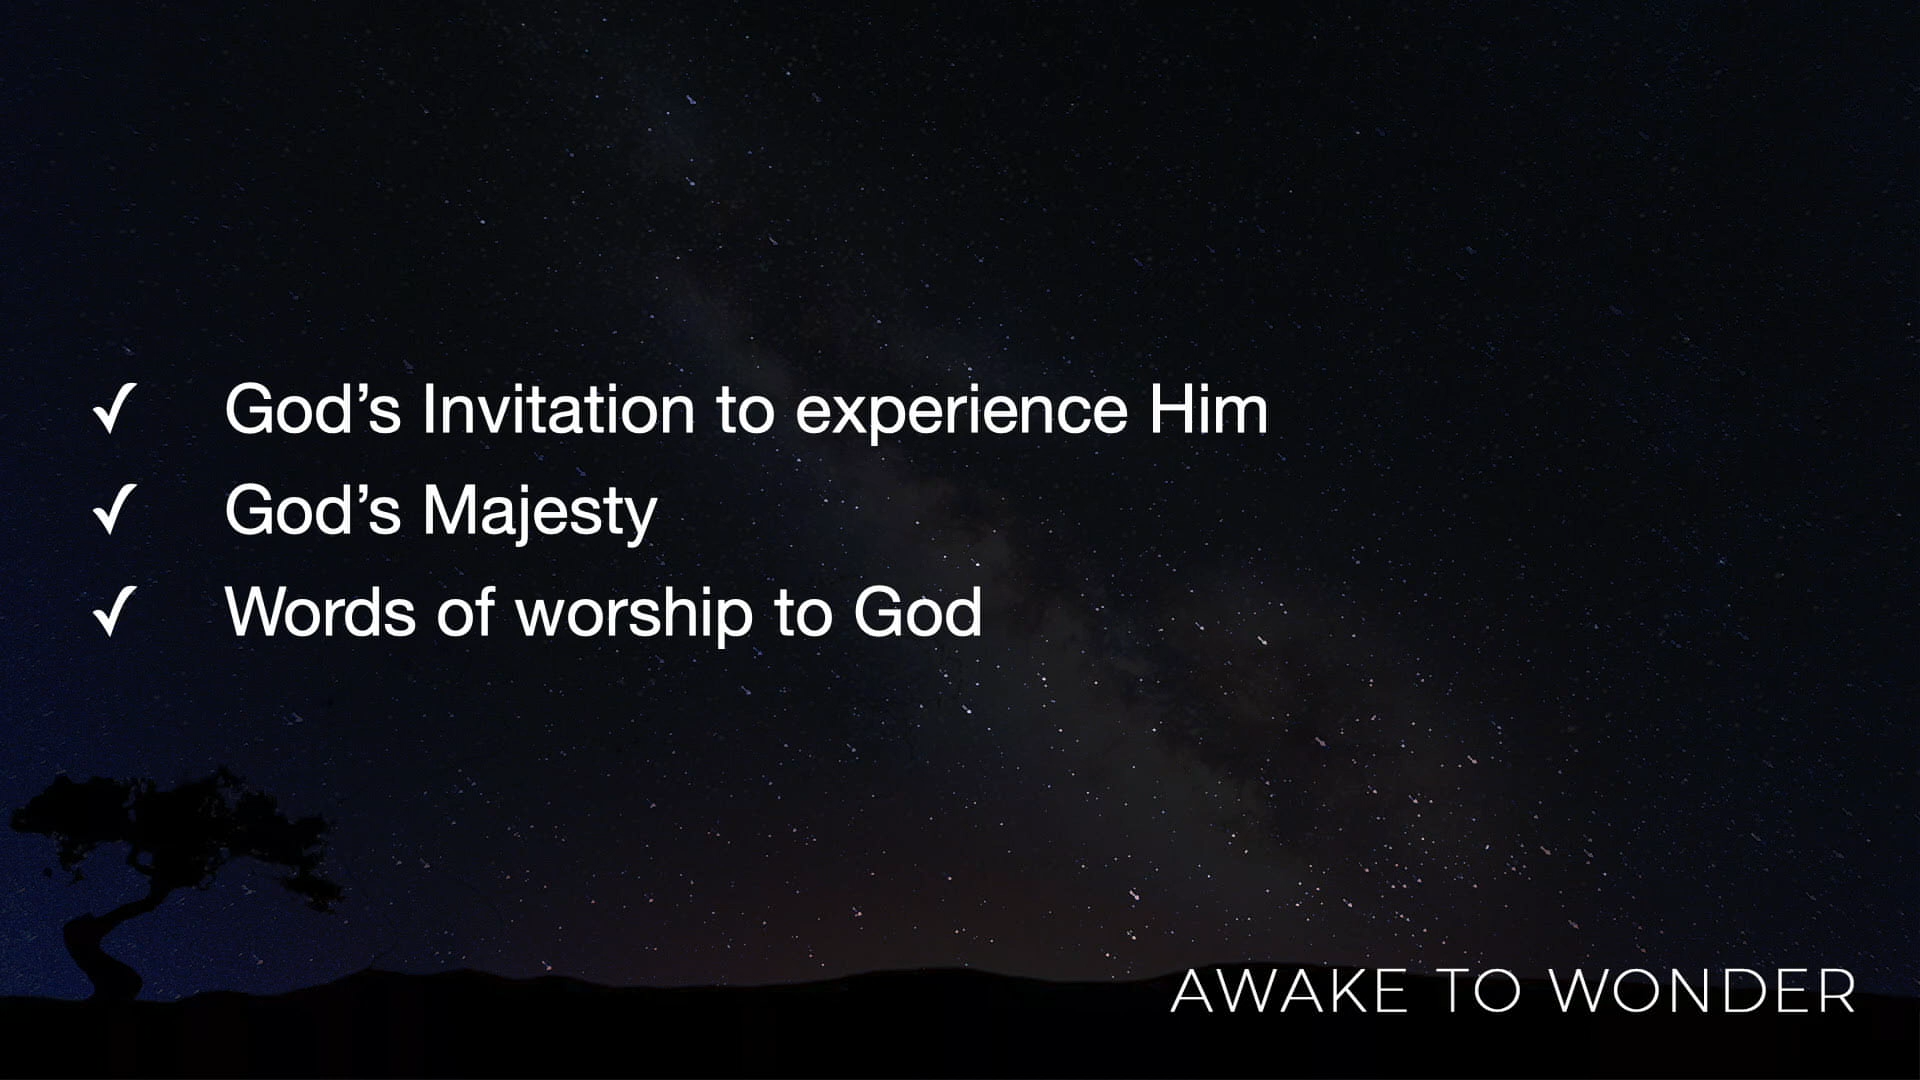 ✓ God’s Invitation to experience Him
✓ God’s Majesty
✓ Words of worship to God
AWAKE TO WONDER